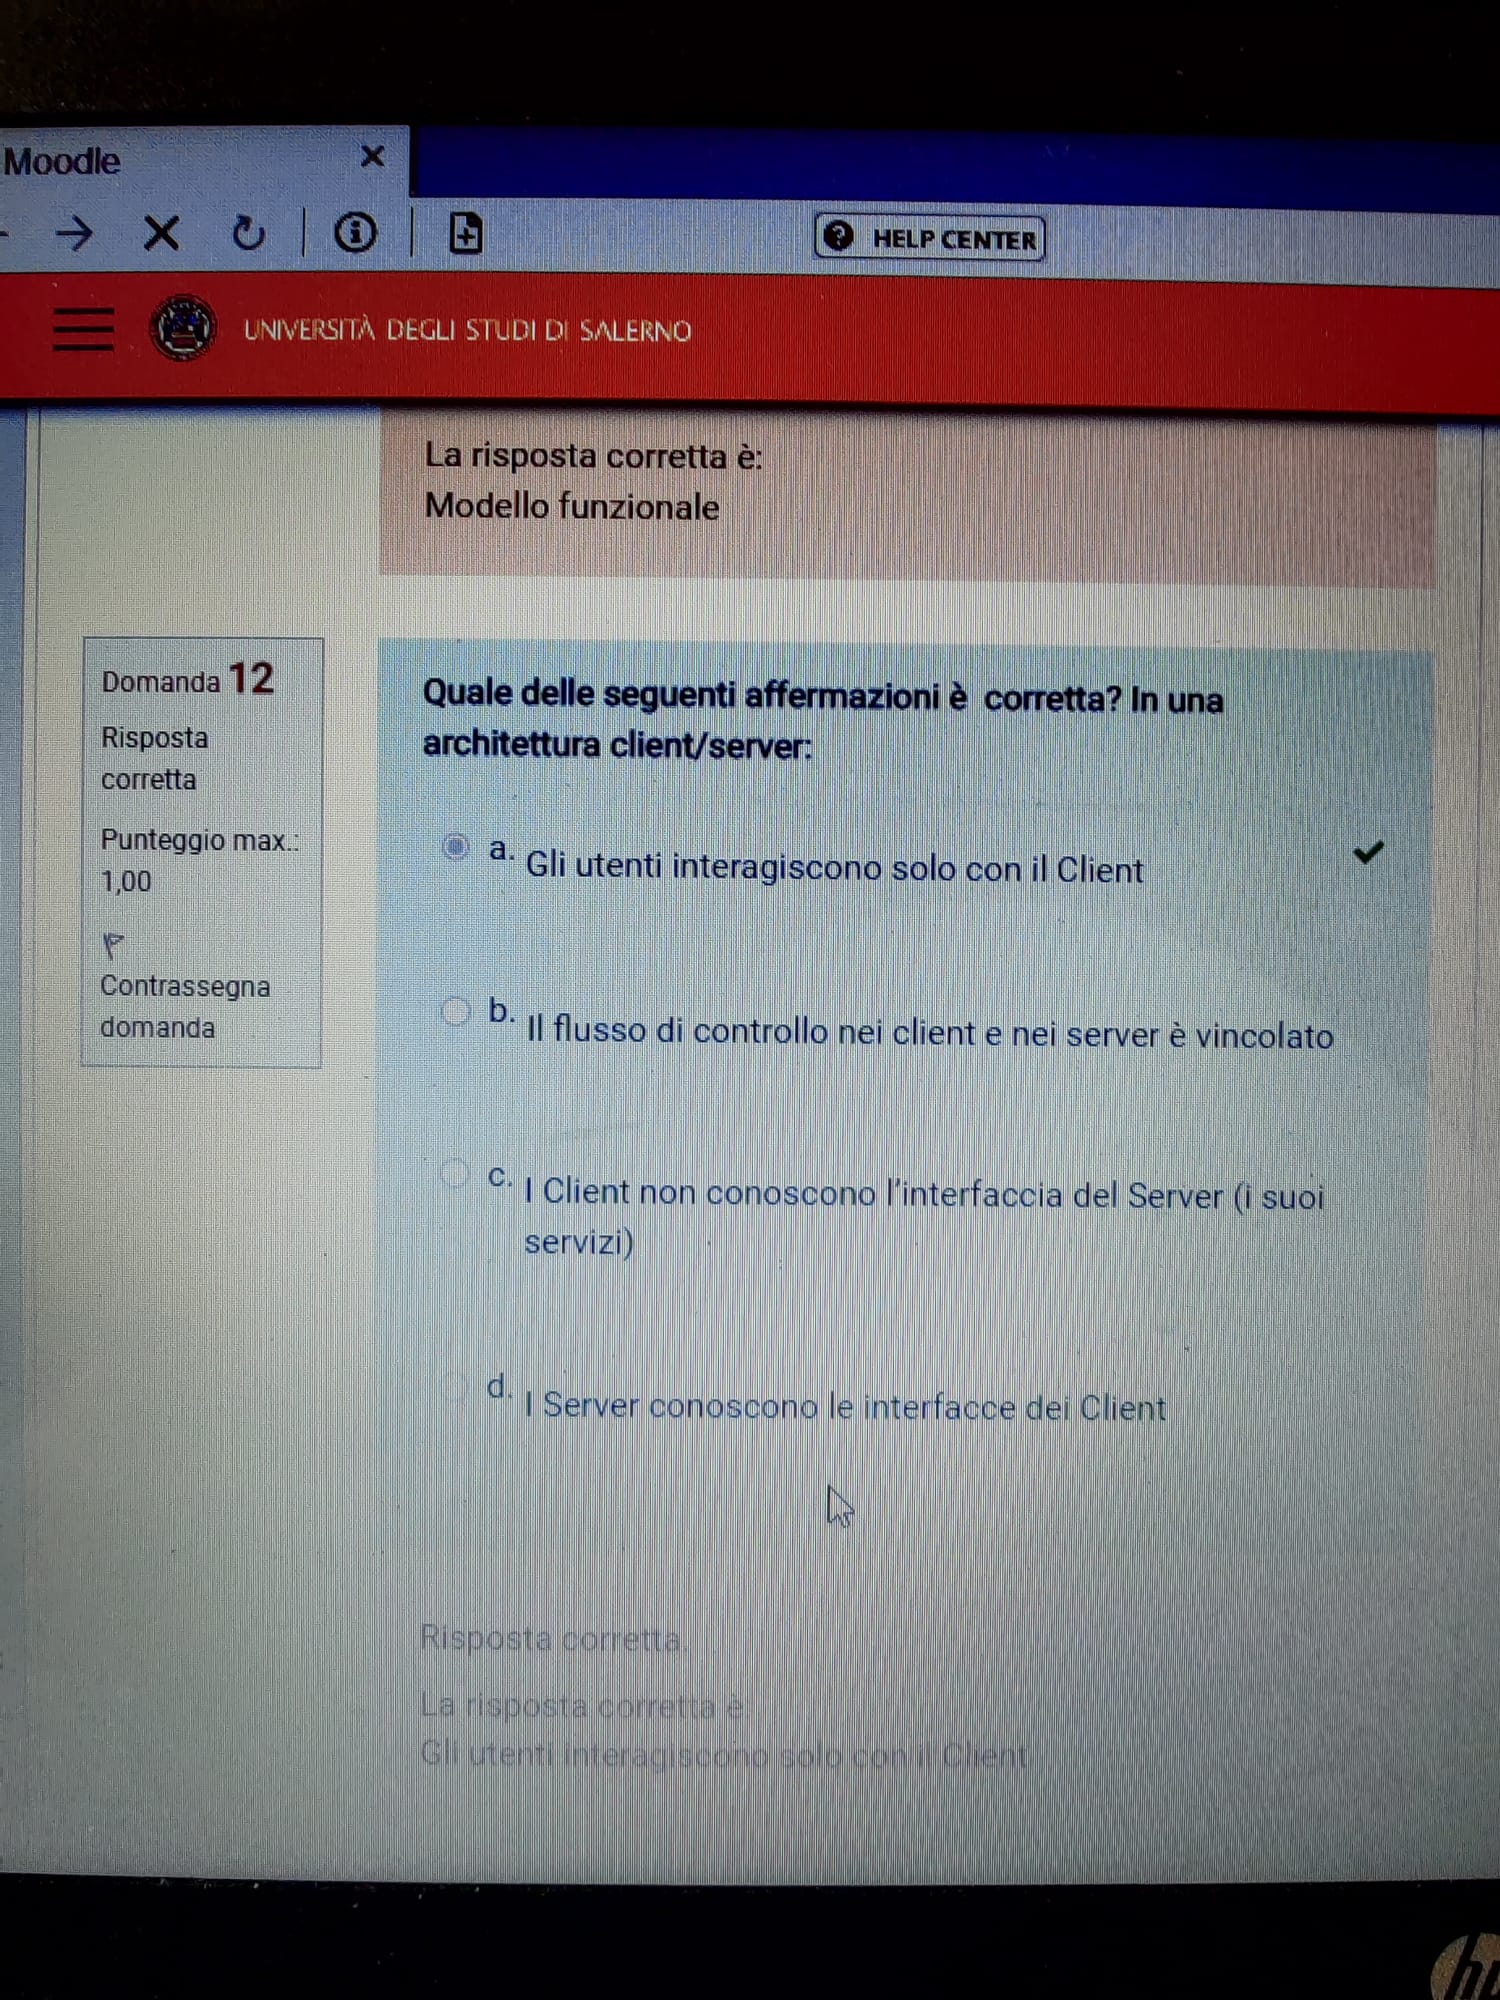 Moodle
HELP CENTER
UNIVERSITÀ DEGLI STUDI DI SALERNO
La risposta corretta è:
Modello funzionale
Domanda 12
Risposta
corretta
Punteggio max.:
1,00
Contrassegna
domanda
Quale delle seguenti affermazioni è corretta? In una
architettura client/server:
a. Gli utenti interagiscono solo con il Client
b. Il flusso di controllo nei client e nei server è vincolato
c. I Client non conoscono l'interfaccia del Server (i suoi
servizi)
d. I Server conoscono le interfacce dei Client
Risposta corretta.
La risposta corretta è:
Gli utenti interagiscono solo con il Client
hp